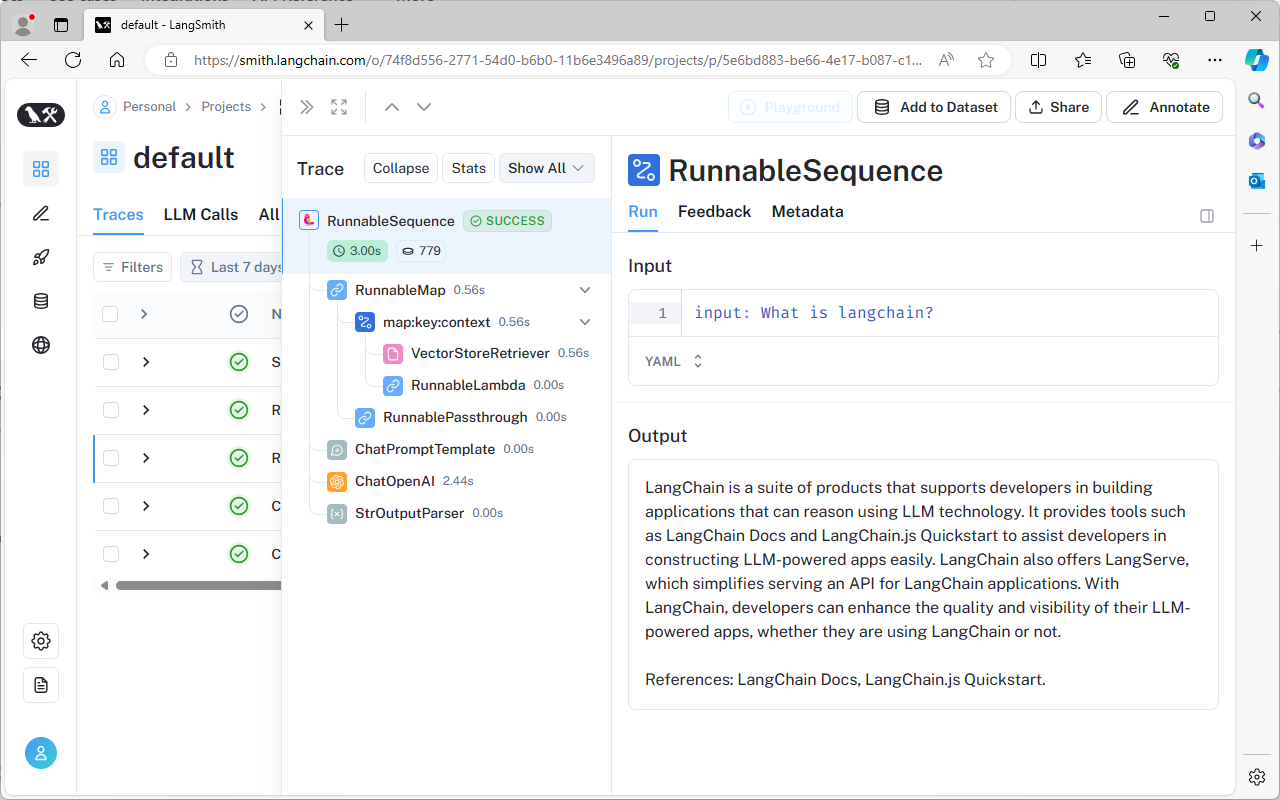 default - LangSmith
https://smith.langchain.com/o/74f8d556-2771-54d0-b6b0-11b6e3496a89/projects/p/5e6bd883-be66-4e17-b087-c1...
Personal > Projects >
default
Traces LLM Calls All
Filters Last 7 days
N
S
R
R
C
C
Playground
Add to Dataset
Share
Annotate
Trace
Collapse
Stats
Show All
RunnableSequence SUCCESS
3.00s 779
RunnableMap 0.56s
map:key:context 0.56s
VectorStoreRetriever 0.56s
RunnableLambda 0.00s
RunnablePassthrough 0.00s
ChatPromptTemplate 0.00s
ChatOpenAI 2.44s
StrOutputParser 0.00s
RunnableSequence
Run Feedback Metadata
Input
1 input: What is langchain?
YAML
Output
LangChain is a suite of products that supports developers in building
applications that can reason using LLM technology. It provides tools such
as LangChain Docs and LangChain.js Quickstart to assist developers in
constructing LLM-powered apps easily. LangChain also offers LangServe,
which simplifies serving an API for LangChain applications. With
LangChain, developers can enhance the quality and visibility of their LLM-
powered apps, whether they are using LangChain or not.
References: LangChain Docs, LangChain.js Quickstart.